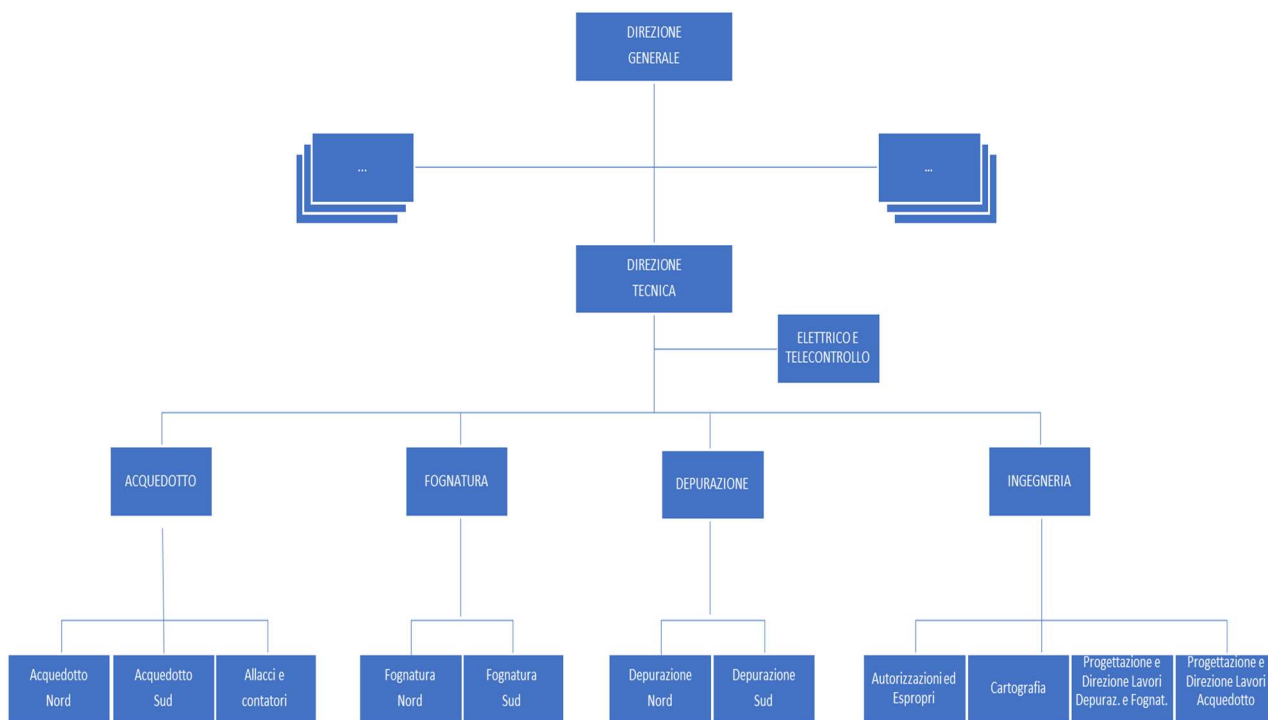 DIREZIONE
GENERALE
...
...
DIREZIONE
TECNICA
ELETTRICO E
TELECONTROLLO
ACQUEDOTTO
FOGNATURA
DEPURAZIONE
INGEGNERIA
Acquedotto
Nord
Acquedotto
Sud
Allacci e
contatori
Fognatura
Nord
Fognatura
Sud
Depurazione
Nord
Depurazione
Sud
Autorizzazioni ed
Espropri
Cartografia
Progettazione e
Direzione Lavori
Depuraz. e Fognat.
Progettazione e
Direzione Lavori
Acquedotto